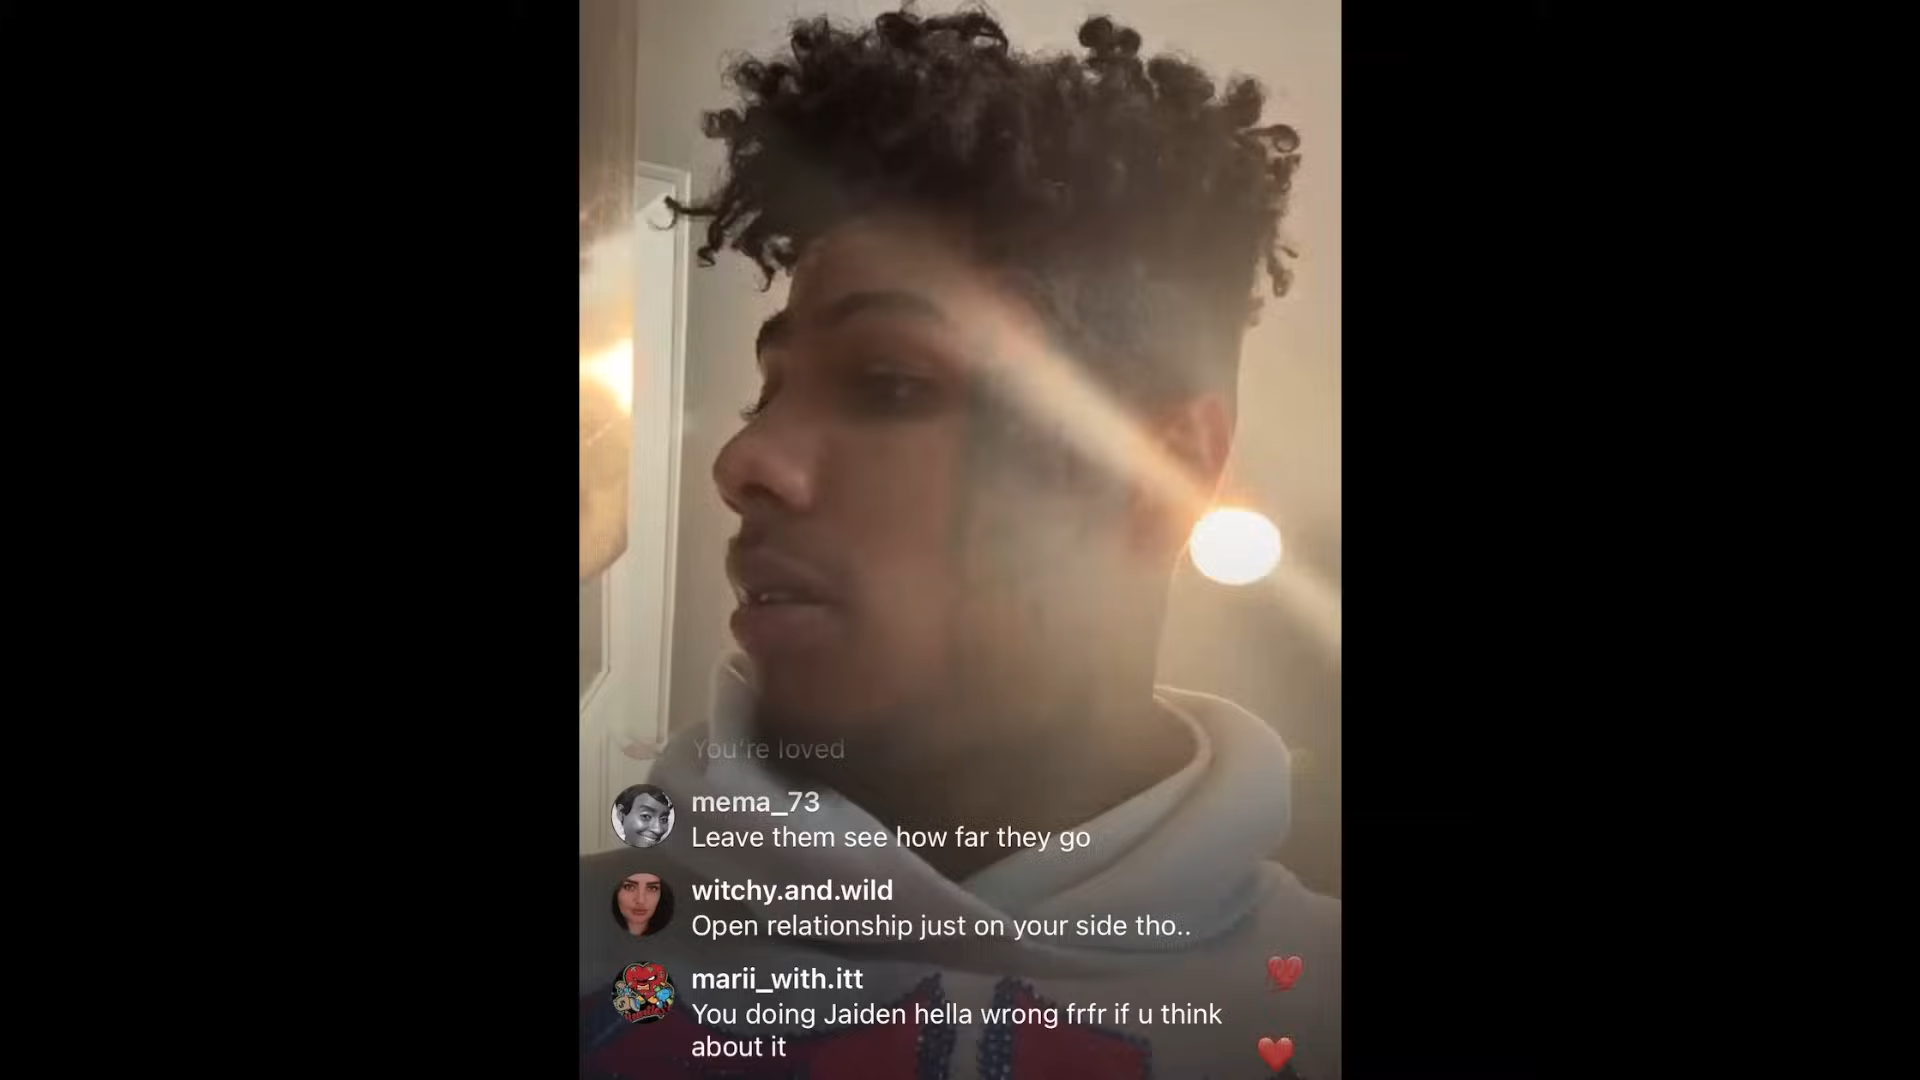 You're loved
mema_73
Leave them see how far they go
witchy.and.wild
Open relationship just on your side tho..
marii_with.itt
You doing Jaiden hella wrong frfr if u think
about it